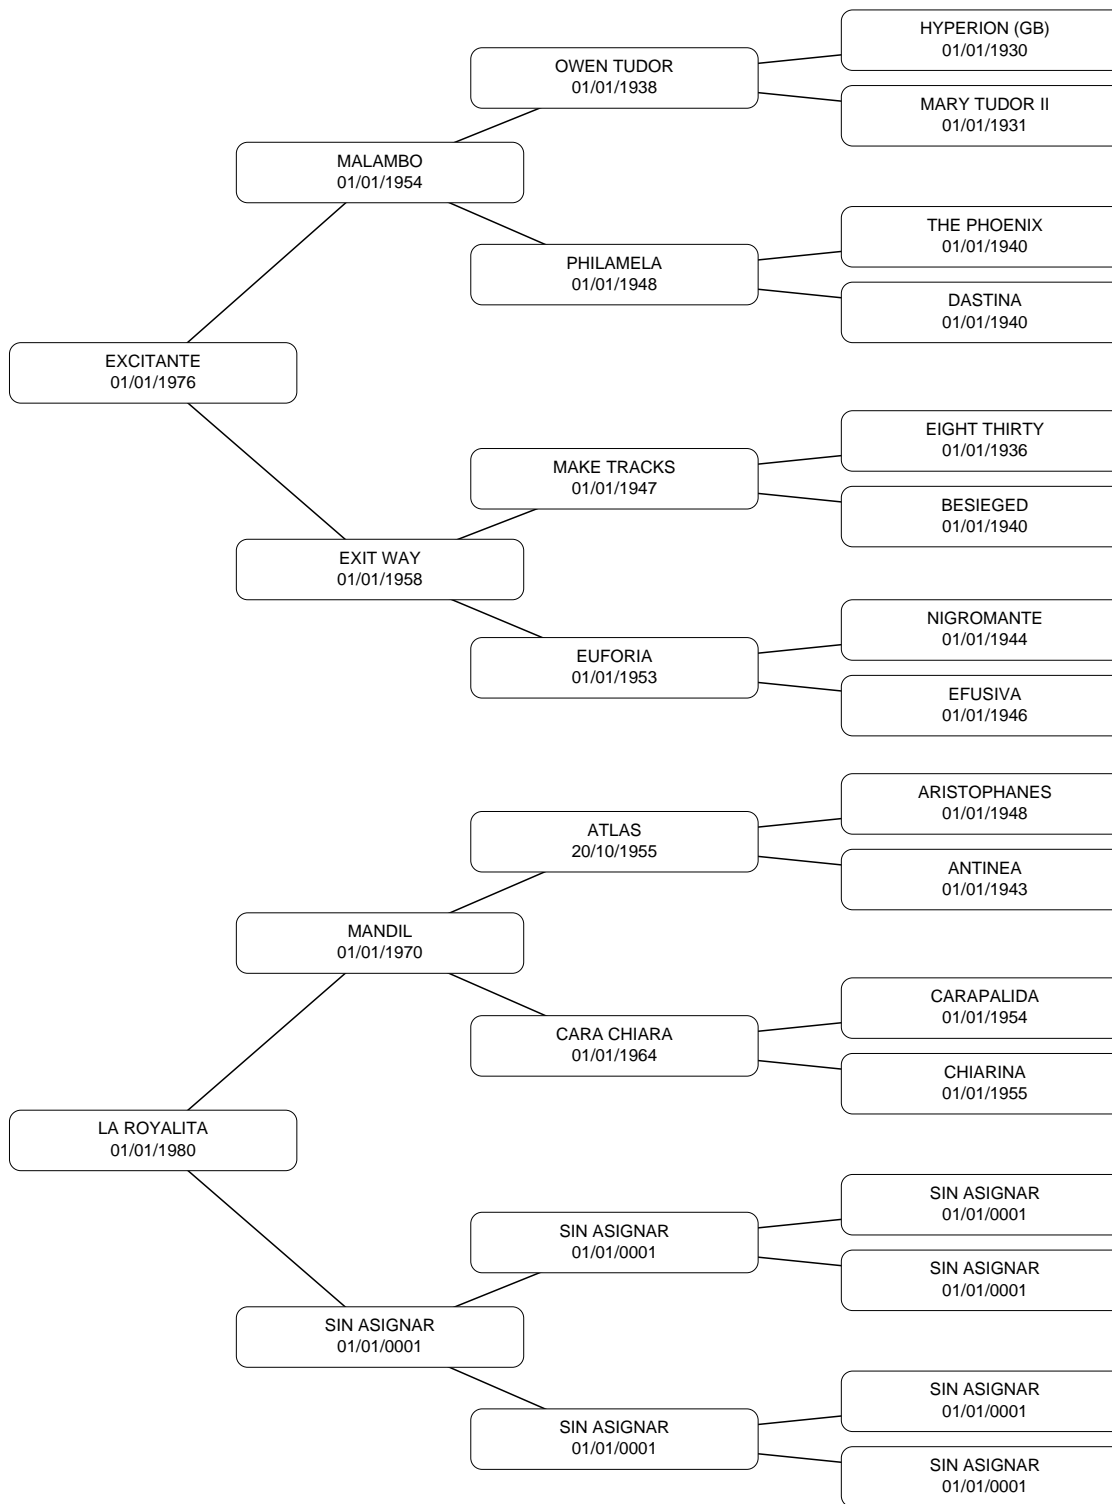 HYPERION (GB)
01/01/1930
OWEN TUDOR
01/01/1938
MARY TUDOR II
01/01/1931
MALAMBO
01/01/1954
THE PHOENIX
01/01/1940
PHILAMELA
01/01/1948
DASTINA
01/01/1940
EXCITANTE
01/01/1976
EIGHT THIRTY
01/01/1936
MAKE TRACKS
01/01/1947
BESIEGED
01/01/1940
EXIT WAY
01/01/1958
NIGROMANTE
01/01/1944
EUFORIA
01/01/1953
EFUSIVA
01/01/1946
ARISTOPHANES
01/01/1948
ATLAS
20/10/1955
ANTINEA
01/01/1943
MANDIL
01/01/1970
CARAPALIDA
01/01/1954
CARA CHIARA
01/01/1964
CHIARINA
01/01/1955
LA ROYALITA
01/01/1980
SIN ASIGNAR
01/01/0001
SIN ASIGNAR
01/01/0001
SIN ASIGNAR
01/01/0001
SIN ASIGNAR
01/01/0001
SIN ASIGNAR
01/01/0001
SIN ASIGNAR
01/01/0001
SIN ASIGNAR
01/01/0001